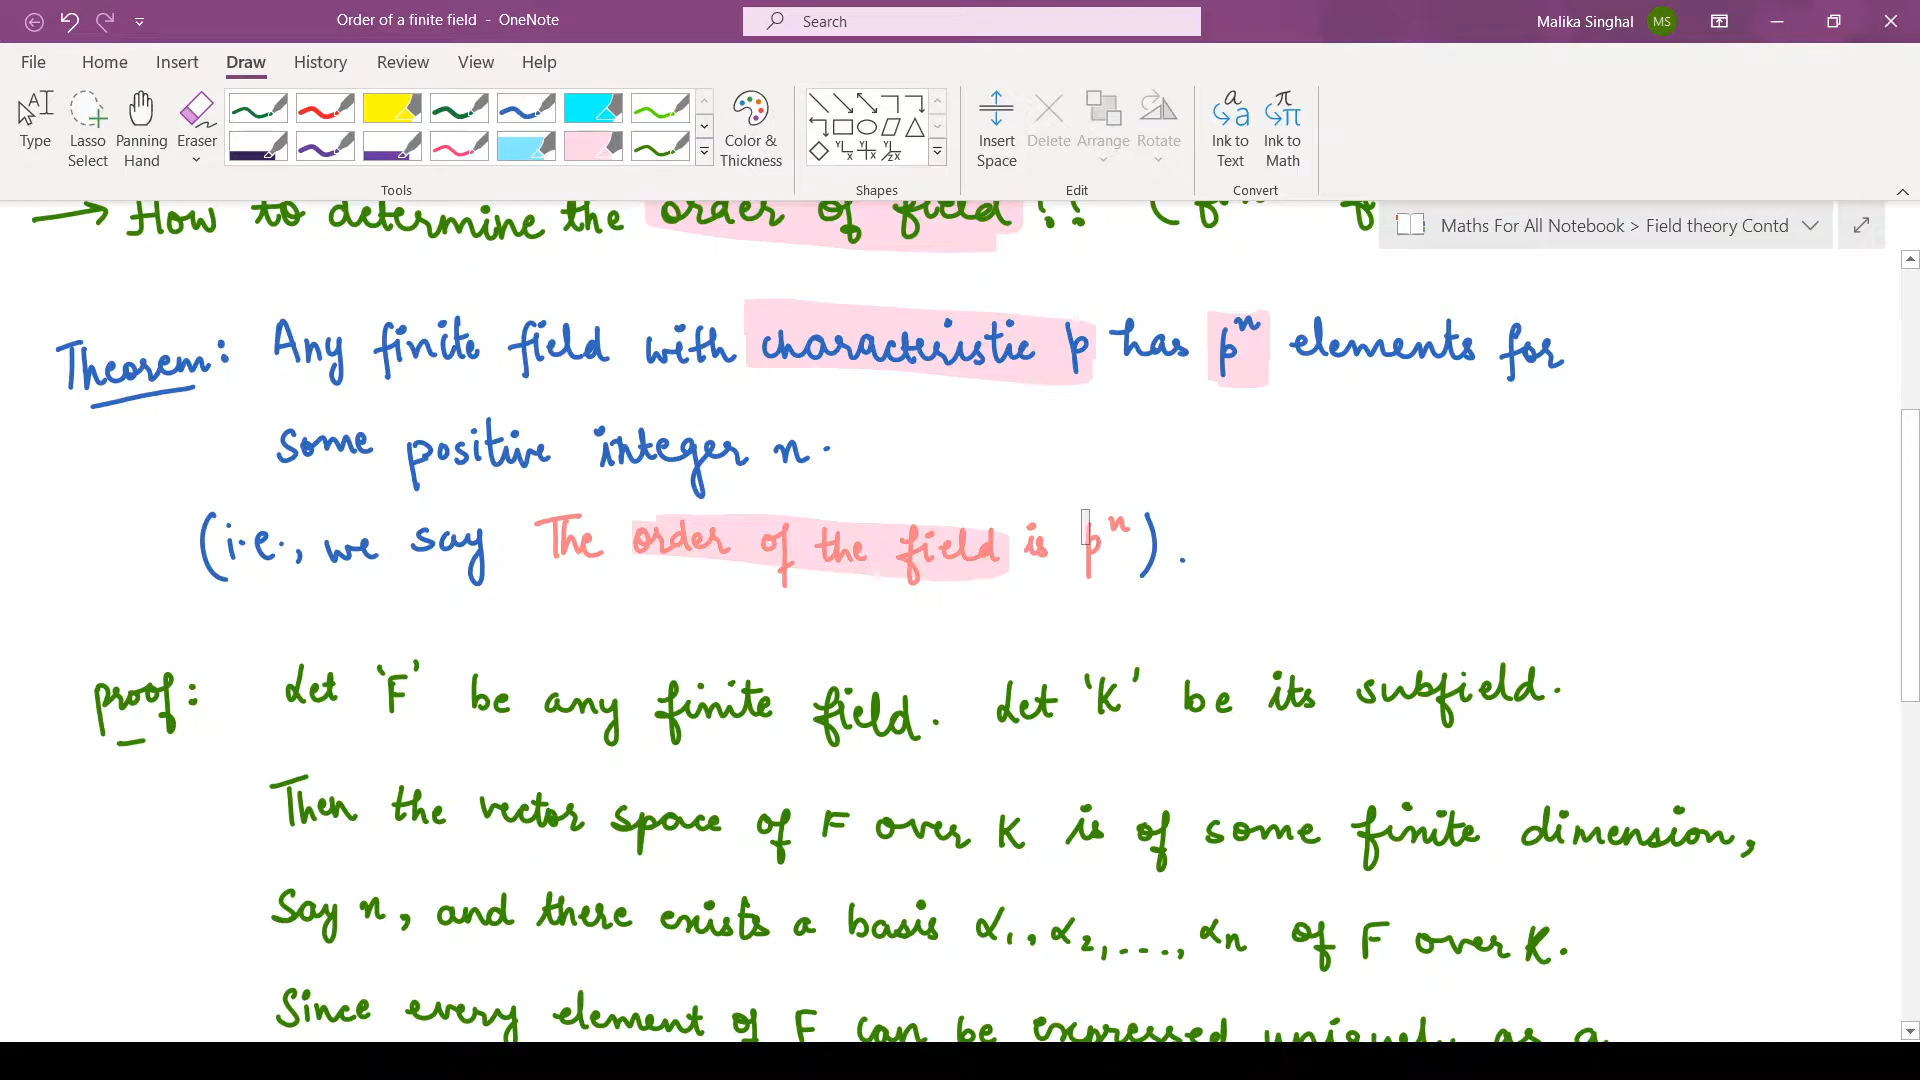 Order of a finite field - OneNote
Search
Malika Singhal MS
File Home Insert Draw History Review View Help
Type
Lasso Select
Panning Hand
Eraser
Color & Thickness
Insert Space
Delete
Arrange
Rotate
Ink to Text
Ink to Math
Tools Shapes Edit Convert
Maths For All Notebook > Field theory Contd
→ How to determine the order of field!! (
Theorem: Any finite field with characteristic p has pⁿ elements for
some positive integer n.
(i.e., we say The order of the field is pⁿ).
proof: Let 'F' be any finite field. Let 'K' be its subfield.
Then the vector space of F over K is of some finite dimension,
Say n, and there exists a basis α₁, α₂, ..., αn of F over K.
Since every element of F can be expressed uniquely as a